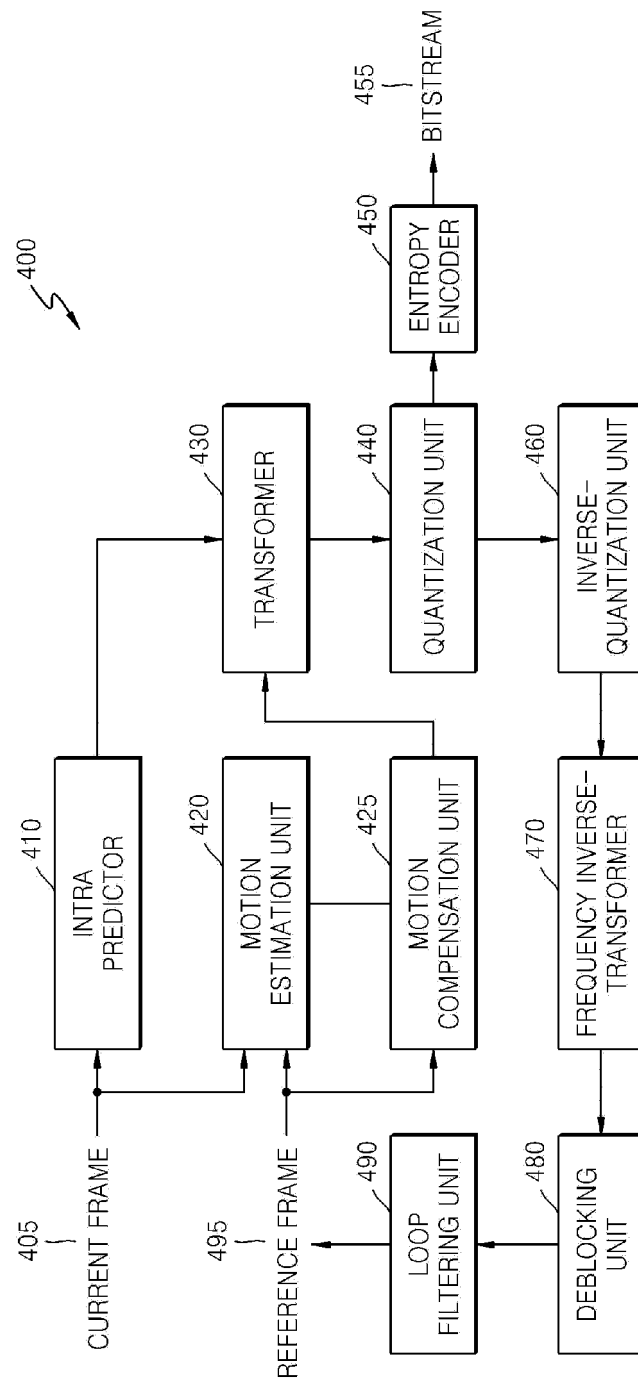 400
405
CURRENT FRAME
495
REFERENCE FRAME
410
INTRA
PREDICTOR
420
MOTION
ESTIMATION UNIT
425
MOTION
COMPENSATION UNIT
430
TRANSFORMER
440
QUANTIZATION UNIT
450
ENTROPY
ENCODER
455
BITSTREAM
460
INVERSE-
QUANTIZATION UNIT
470
FREQUENCY INVERSE-
TRANSFORMER
480
DEBLOCKING
UNIT
490
LOOP
FILTERING UNIT